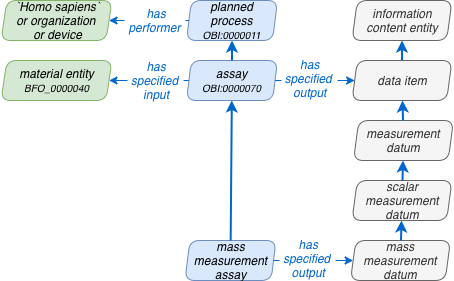 `Homo sapiens`
or organization
or device
has
performer
planned
process
OBI:0000011
information
content entity
material entity
BFO_0000040
has
specified
input
assay
OBI:0000070
has
specified
output
data item
measurement
datum
scalar
measurement
datum
mass
measurement
assay
has
specified
output
mass
measurement
datum